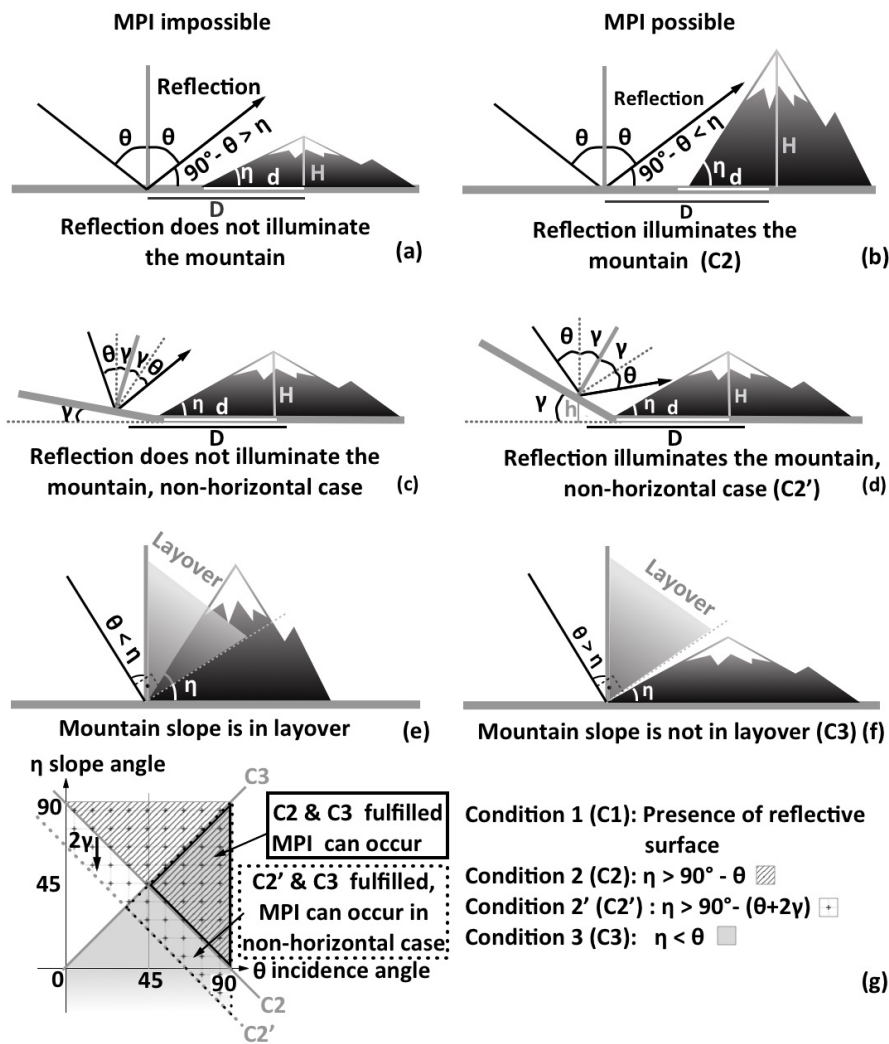 MPI impossible
MPI possible
Reflection
θ θ
90°- θ > η
η d H
D
Reflection does not illuminate
the mountain
(a)
Reflection
θ θ
90°- θ < η
η d H
D
Reflection illuminates the
mountain (C2)
(b)
θ γ γ θ
γ
η d H
D
Reflection does not illuminate the
mountain, non-horizontal case
(c)
θ γ
γ
θ
γ h
η d H
D
Reflection illuminates the mountain,
non-horizontal case (C2’)
(d)
Layover
θ < η
η
Mountain slope is in layover
(e)
Layover
θ > η
η
Mountain slope is not in layover (C3)
(f)
η slope angle
C3
90
2γ
45
0 45 90
θ incidence angle
C2
C2’
C2 & C3 fulfilled
MPI can occur
C2’ & C3 fulfilled,
MPI can occur in
non-horizontal case
Condition 1 (C1): Presence of reflective
surface
Condition 2 (C2): η > 90° - θ
Condition 2’ (C2’) : η > 90°- (θ+2γ) +
Condition 3 (C3): η < θ
(g)